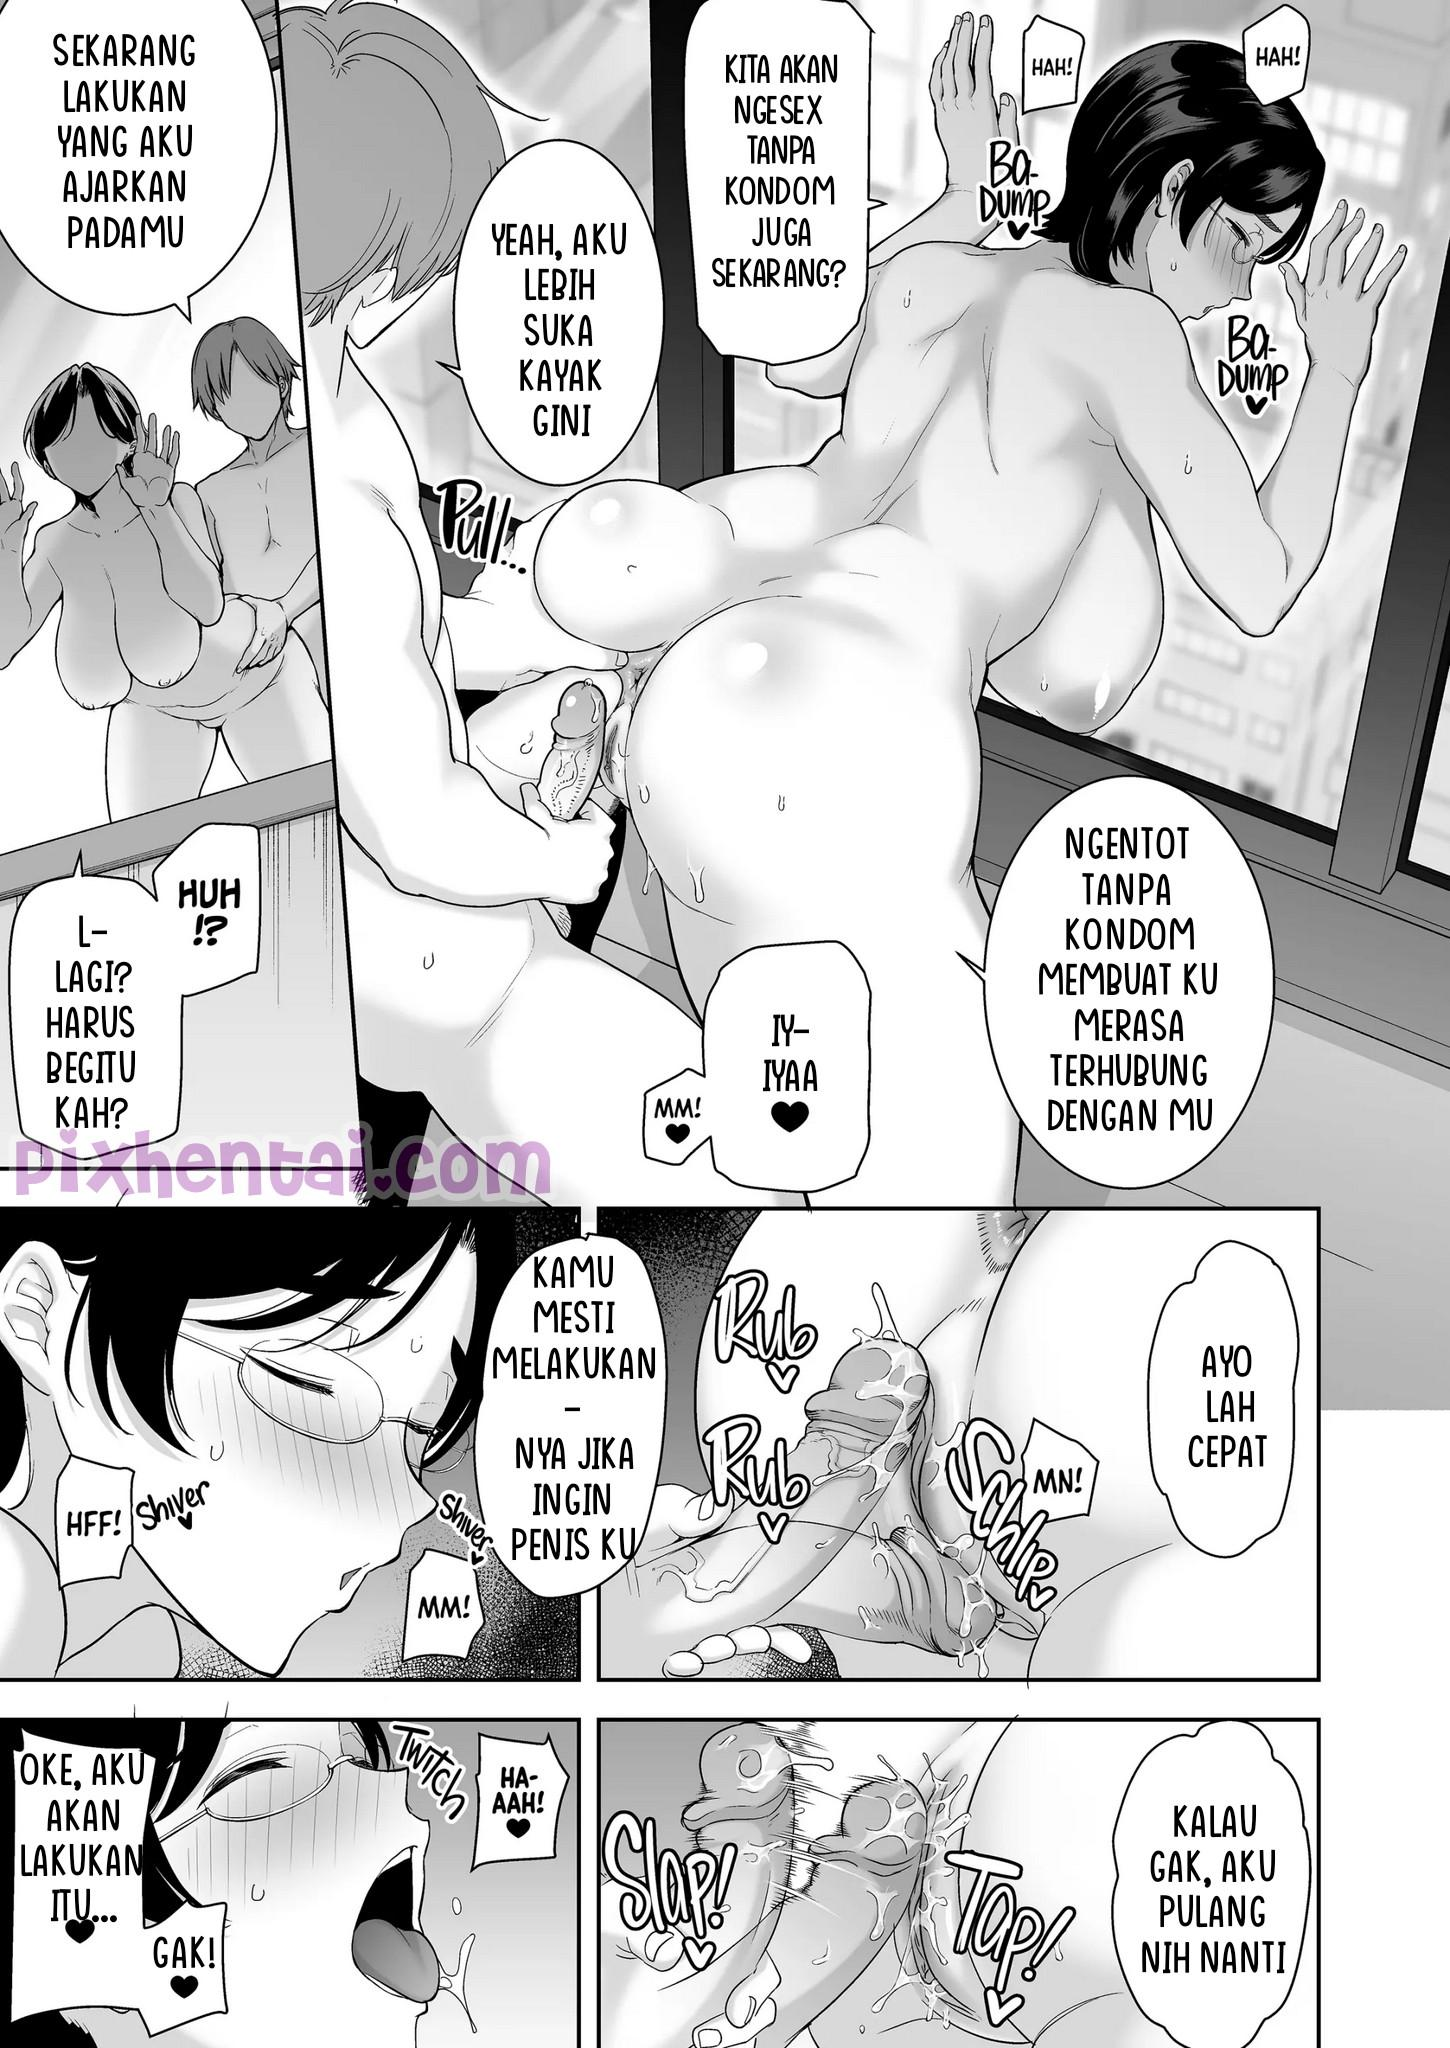 HAH!
HAH!
KITA AKAN
NGESEX
TANPA
KONDOM
JUGA
SEKARANG?
BA-
DUMP
BA-
DUMP
YEAH, AKU
LEBIH
SUKA
KAYAK
GINI
Pull...
NGENTOT
TANPA
KONDOM
MEMBUAT KU
MERASA
TERHUBUNG
DENGAN MU
IY-
IYAA
♥
MM!
♥
SEKARANG
LAKUKAN
YANG AKU
AJARKAN
PADAMU
HUH
!?
L-
LAGI?
HARUS
BEGITU
KAH?
pixhentai.com
AYO
LAH
CEPAT
Rub
Rub
MN!
Schlip
KAMU
MESTI
MELAKUKAN
-
NYA JIKA
INGIN
PENIS KU
HFF!
Shiver
Shiver
MM!
KALAU
GAK, AKU
PULANG
NIH NANTI
Slap!
Tap!
Twitch
HA-
AAH!
♥
OKE, AKU
AKAN
LAKUKAN
ITU...
♥
GAK!
♥